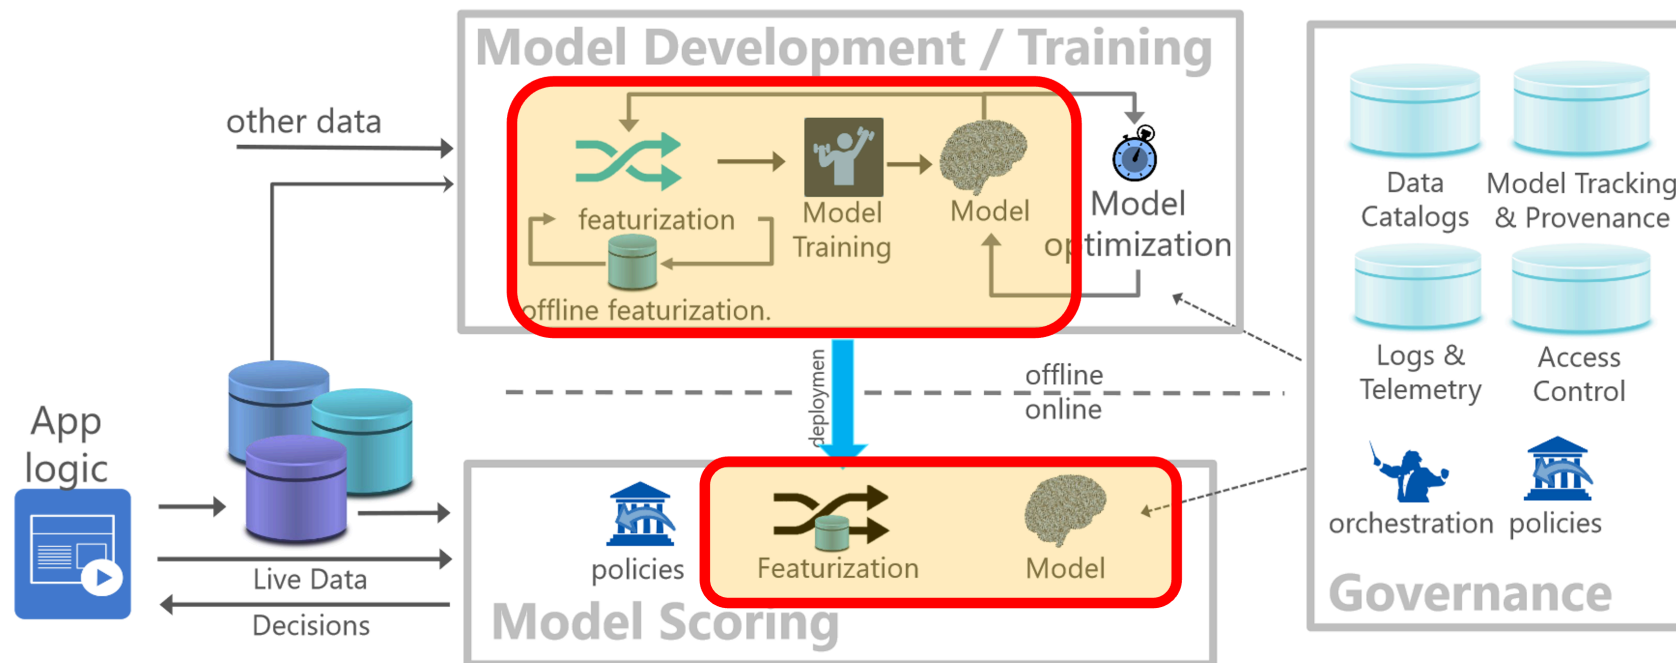 Model Development / Training
other data
featurization
offline featurization.
Model
Training
Model
Model
optimization
deploymen
offline
online
App
logic
Live Data
Decisions
policies
Featurization
Model
Model Scoring
Data
Catalogs
Model Tracking
& Provenance
Logs &
Telemetry
Access
Control
orchestration
policies
Governance